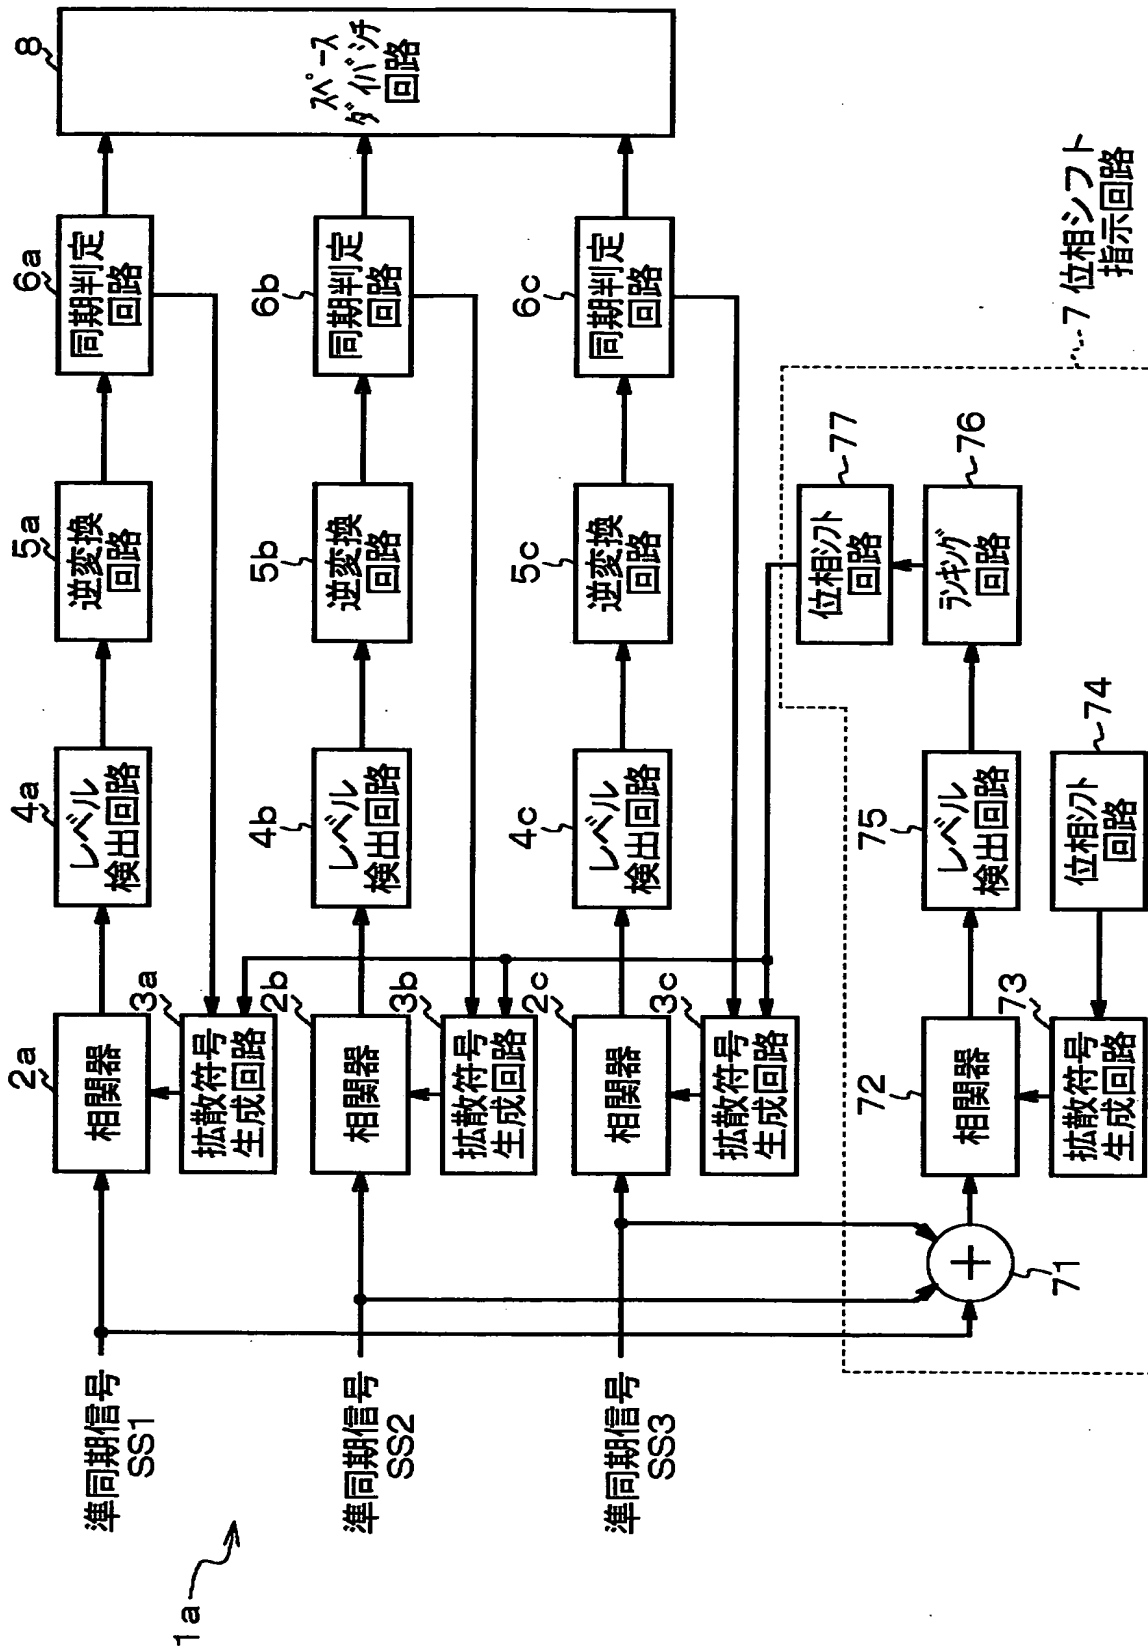 1a
準同期信号
SS1
2a
相関器
3a
拡散符号
生成回路
4a
レベル
検出回路
5a
逆変換
回路
6a
同期判定
回路
8
スペース
ダイバシチ
回路
準同期信号
SS2
2b
相関器
3b
拡散符号
生成回路
4b
レベル
検出回路
5b
逆変換
回路
6b
同期判定
回路
準同期信号
SS3
2c
相関器
3c
拡散符号
生成回路
4c
レベル
検出回路
5c
逆変換
回路
6c
同期判定
回路
7 位相シフト
指示回路
77
位相シフト
回路
76
ランキング
回路
75
レベル
検出回路
74
位相シフト
回路
72
相関器
73
拡散符号
生成回路
71
+